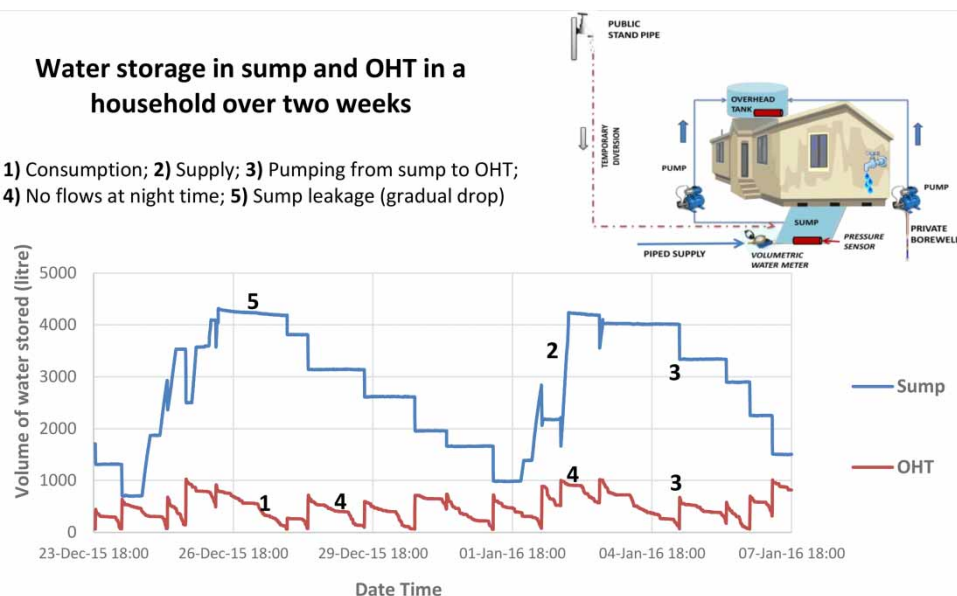 PUBLIC
STAND PIPE
Water storage in sump and OHT in a
household over two weeks
OVERHEAD
TANK
TEMPORARY
DIVERSION
1) Consumption; 2) Supply; 3) Pumping from sump to OHT;
4) No flows at night time; 5) Sump leakage (gradual drop)
PUMP
PUMP
SUMP
PRESSURE
SENSOR
PRIVATE
BOREWELL
PIPED SUPPLY
VOLUMETRIC
WATER METER
Volume of water stored (litre)
5000
4000
3000
2000
1000
0
5
2
3
1
4
4
3
Sump
OHT
23-Dec-15 18:00
26-Dec-15 18:00
29-Dec-15 18:00
01-Jan-16 18:00
04-Jan-16 18:00
07-Jan-16 18:00
Date Time